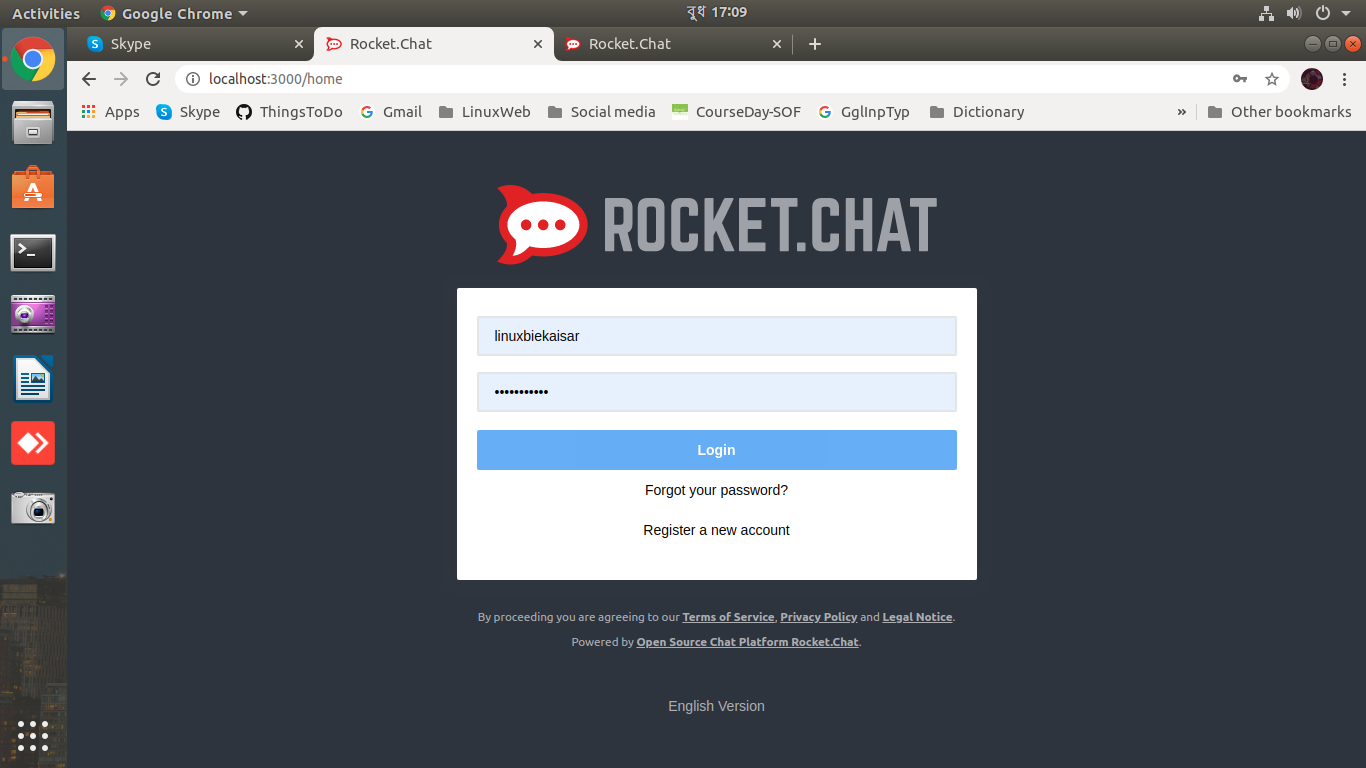 Activities Google Chrome বুধ 17:09
Skype Rocket.Chat Rocket.Chat
localhost:3000/home
Apps Skype ThingsToDo Gmail LinuxWeb Social media CourseDay-SOF GglInpTyp Dictionary » Other bookmarks
ROCKET.CHAT
linuxbiekaisar
•••••••••••
Login
Forgot your password?
Register a new account
By proceeding you are agreeing to our Terms of Service, Privacy Policy and Legal Notice.
Powered by Open Source Chat Platform Rocket.Chat.
English Version